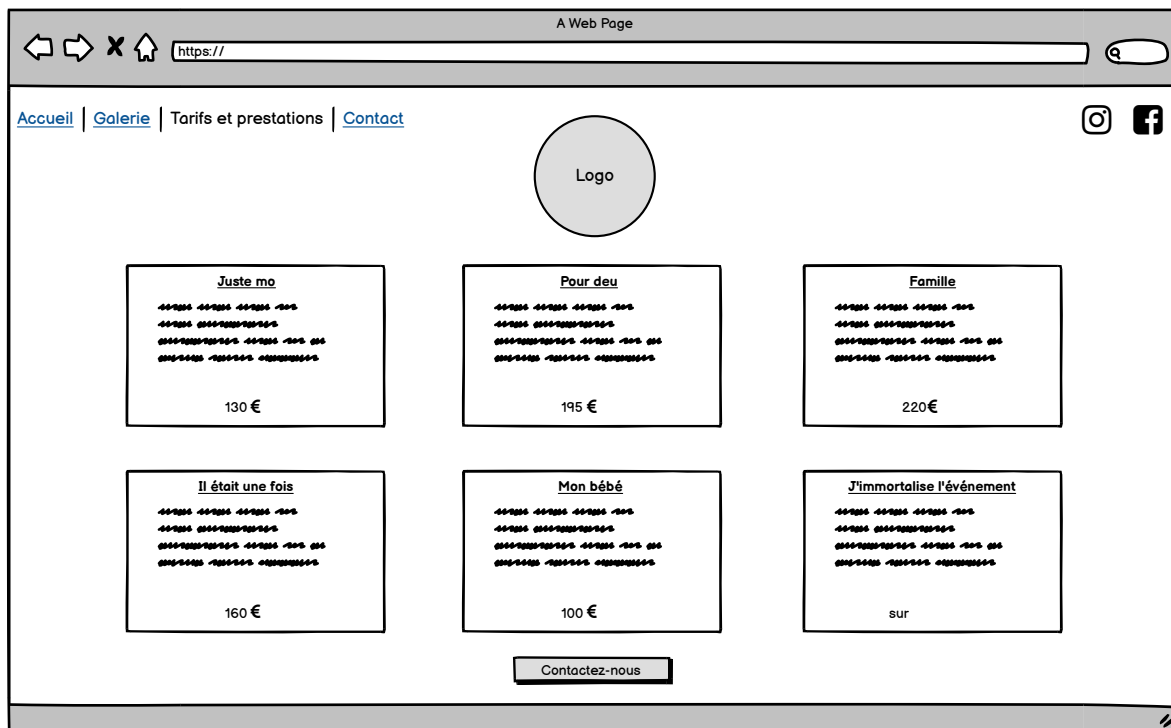 A Web Page
https://
Accueil | Galerie | Tarifs et prestations | Contact
Logo
Juste mo
130 €
Pour deu
195 €
Famille
220€
Il était une fois
160 €
Mon bébé
100 €
J'immortalise l'événement
sur
Contactez-nous